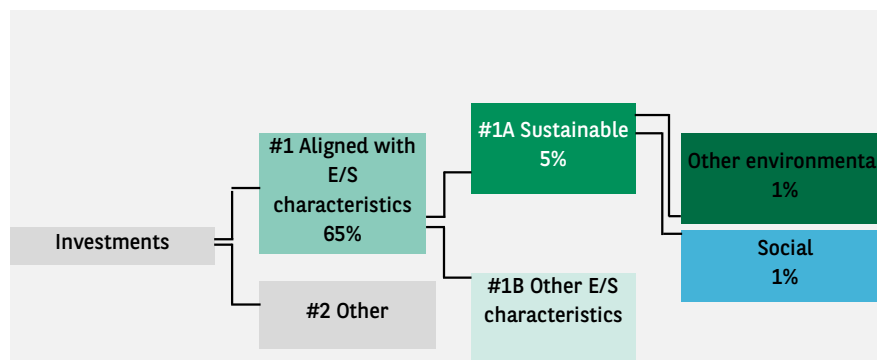 Investments
#1 Aligned with
E/S
characteristics
65%
#2 Other
#1A Sustainable
5%
#1B Other E/S
characteristics
Other environmenta
1%
Social
1%